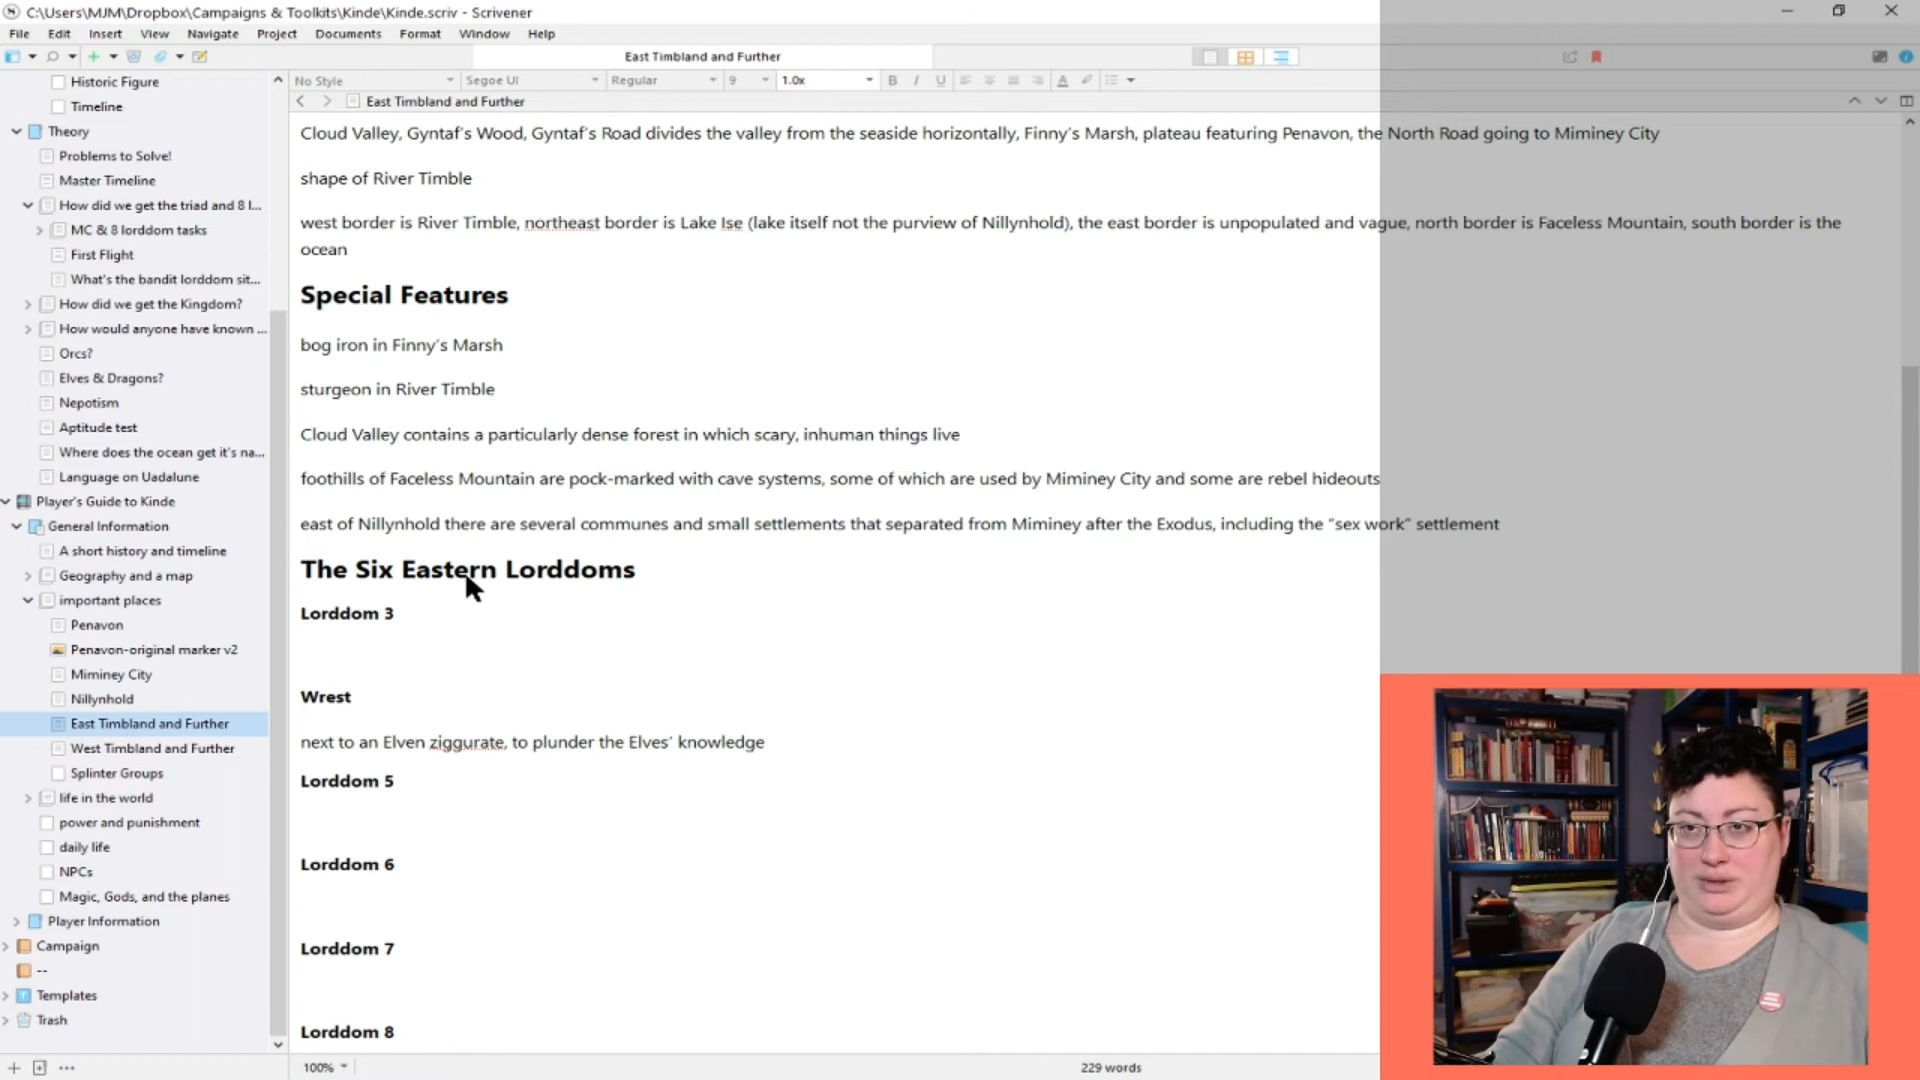 C:\Users\MJM\Dropbox\Campaigns & Toolkits\Kinde\Kinde.scriv - Scrivener
File Edit Insert View Navigate Project Documents Format Window Help
East Timbland and Further
No Style Segoe UI Regular 9 1.0x B I U A
East Timbland and Further
Historic Figure
Timeline
Theory
Problems to Solve!
Master Timeline
How did we get the triad and 8 l...
MC & 8 lorddom tasks
First Flight
What's the bandit lorddom sit...
How did we get the Kingdom?
How would anyone have known ...
Orcs?
Elves & Dragons?
Nepotism
Aptitude test
Where does the ocean get it's na...
Language on Uadalune
Player's Guide to Kinde
General Information
A short history and timeline
Geography and a map
important places
Penavon
Penavon-original marker v2
Miminey City
Nillynhold
East Timbland and Further
West Timbland and Further
Splinter Groups
life in the world
power and punishment
daily life
NPCs
Magic, Gods, and the planes
Player Information
Campaign
--
Templates
Trash
Cloud Valley, Gyntaf's Wood, Gyntaf's Road divides the valley from the seaside horizontally, Finny's Marsh, plateau featuring Penavon, the North Road going to Miminey City
shape of River Timble
west border is River Timble, northeast border is Lake Ise (lake itself not the purview of Nillynhold), the east border is unpopulated and vague, north border is Faceless Mountain, south border is the
ocean
Special Features
bog iron in Finny's Marsh
sturgeon in River Timble
Cloud Valley contains a particularly dense forest in which scary, inhuman things live
foothills of Faceless Mountain are pock-marked with cave systems, some of which are used by Miminey City and some are rebel hideouts
east of Nillynhold there are several communes and small settlements that separated from Miminey after the Exodus, including the "sex work" settlement
The Six Eastern Lorddoms
Lorddom 3
Wrest
next to an Elven ziggurate, to plunder the Elves' knowledge
Lorddom 5
Lorddom 6
Lorddom 7
Lorddom 8
100%
229 words